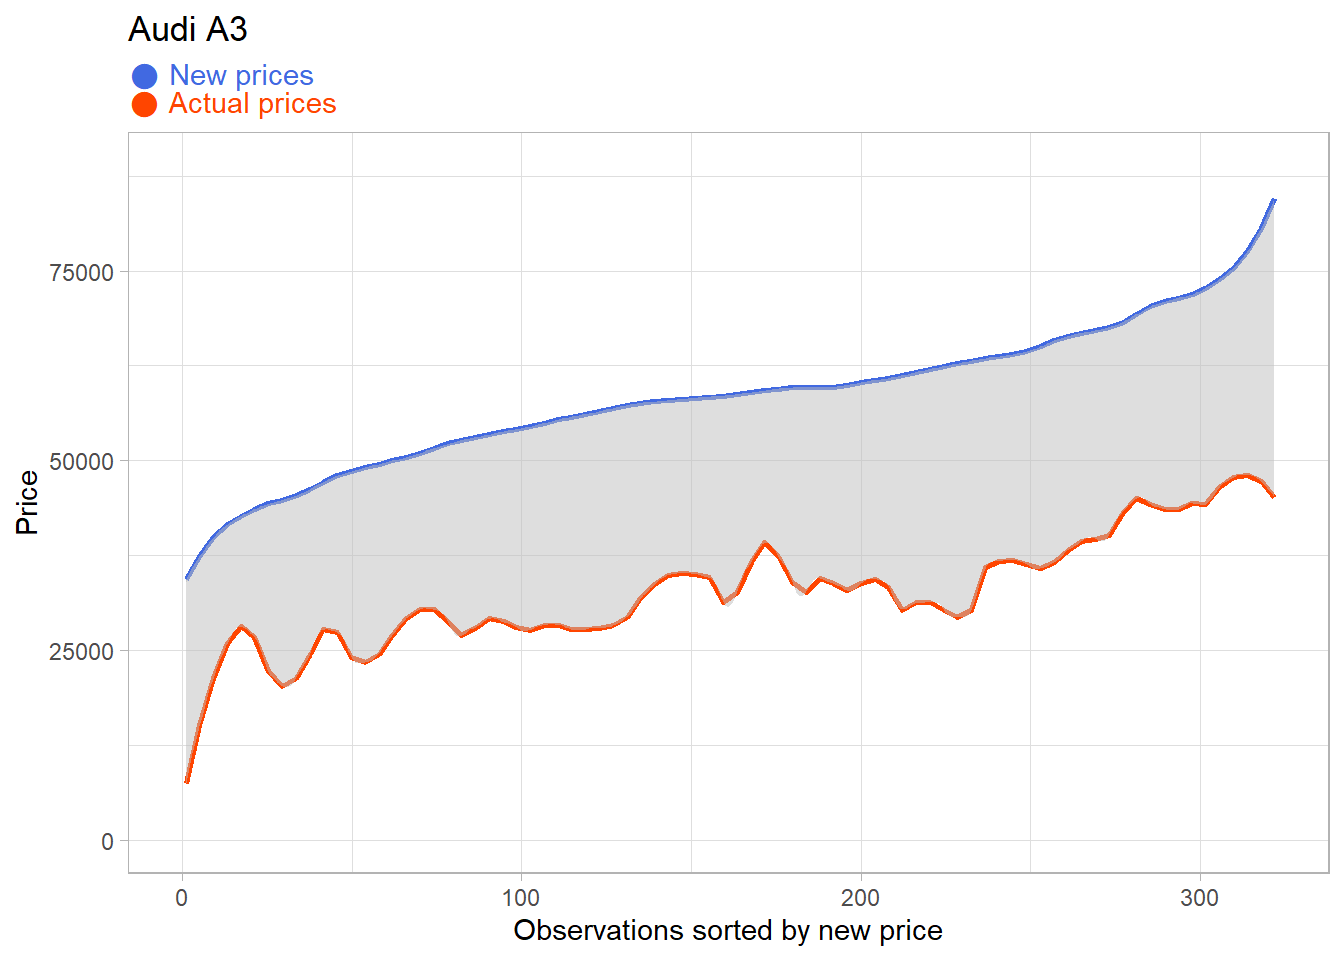 Audi A3
New prices
Actual prices
75000
50000
25000
0
Price
0 100 200 300
Observations sorted by new price